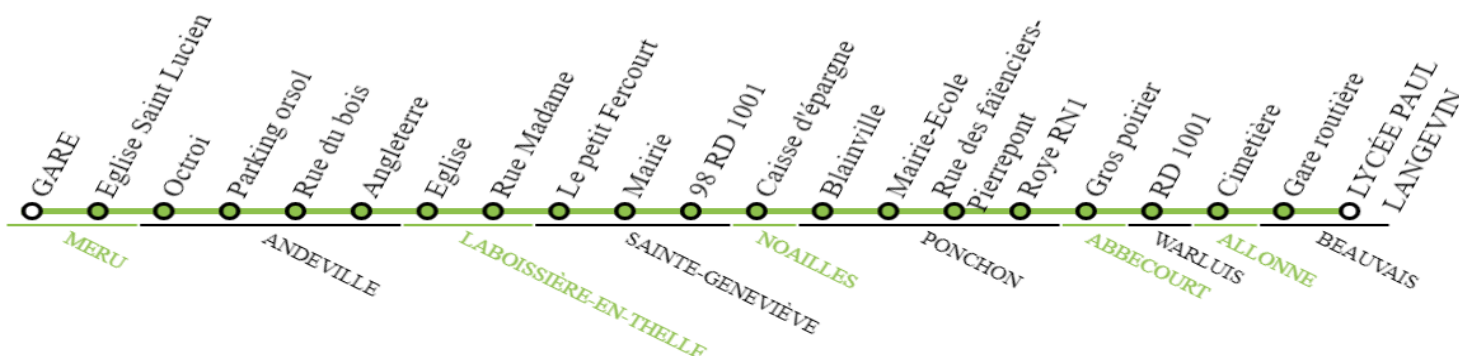 GARE
Eglise Saint Lucien
Octroi
Parking orsol
Rue du bois
Angleterre
Eglise
Rue Madame
Le petit Fercourt
Mairie
98 RD 1001
Caisse d'épargne
Blainville
Mairie-Ecole
Rue des faïenciers-
Pierrepont
Roye RN1
Gros poirier
RD 1001
Cimetière
Gare routière
LYCÉE PAUL
LANGEVIN
MERU
ANDEVILLE
LABOISSIÈRE-EN-THELLE
SAINTE-GENEVIÈVE
NOAILLES
PONCHON
ABBECOURT
WARLUIS
ALLONNE
BEAUVAIS